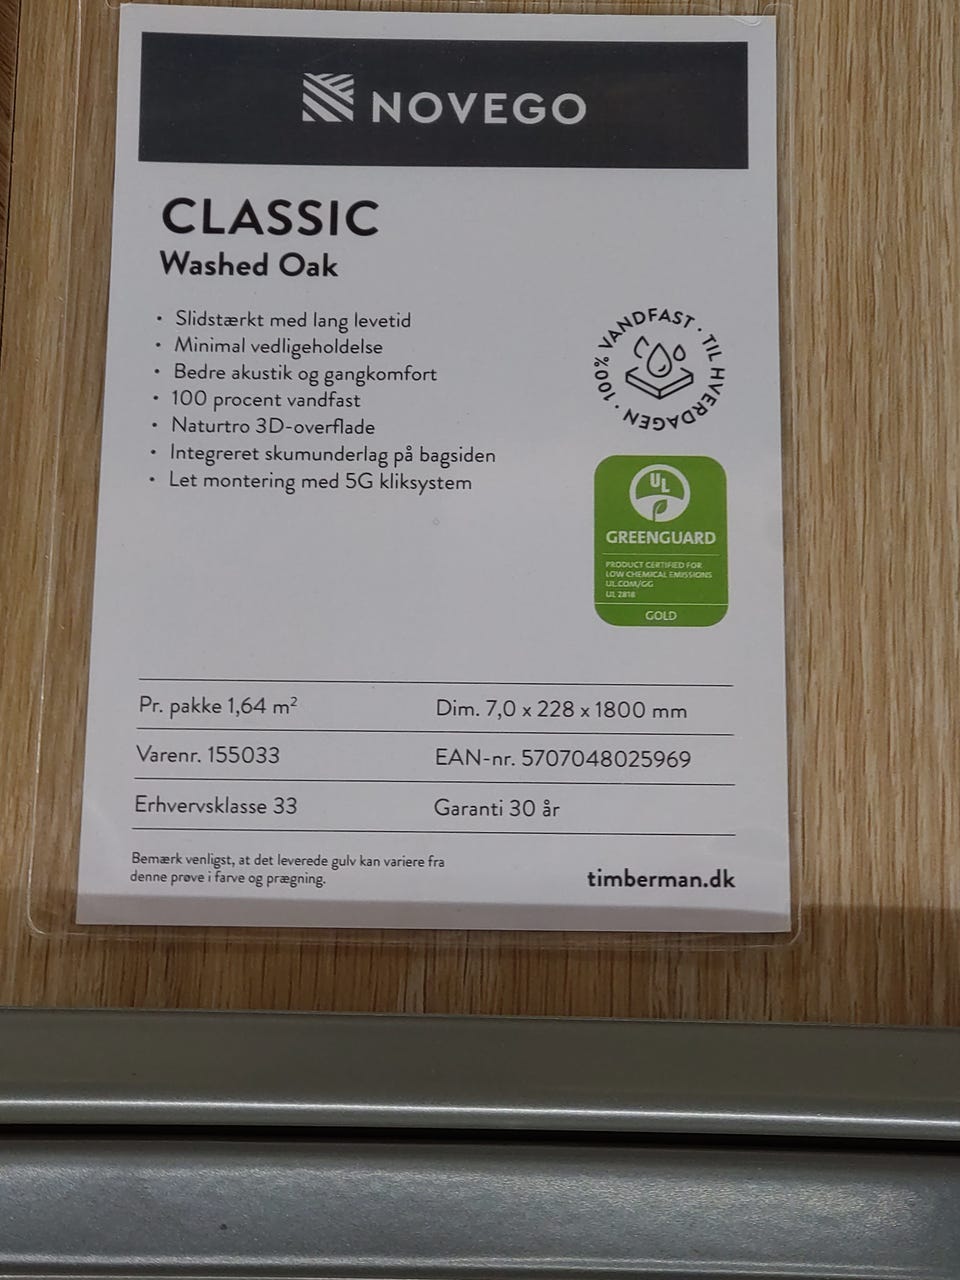 NOVEGO
CLASSIC
Washed Oak
• Slidstærkt med lang levetid
• Minimal vedligeholdelse
• Bedre akustik og gangkomfort
• 100 procent vandfast
• Naturtro 3D-overflade
• Integreret skumunderlag på bagsiden
• Let montering med 5G kliksystem
100% VANDFAST · TIL HVERDAGEN ·
UL
GREENGUARD
PRODUCT CERTIFIED FOR
LOW CHEMICAL EMISSIONS
UL.COM/GG
UL 2818
GOLD
Pr. pakke 1,64 m²
Dim. 7,0 x 228 x 1800 mm
Varenr. 155033
EAN-nr. 5707048025969
Erhvervsklasse 33
Garanti 30 år
Bemærk venligst, at det leverede gulv kan variere fra
denne prøve i farve og prægning.
timberman.dk